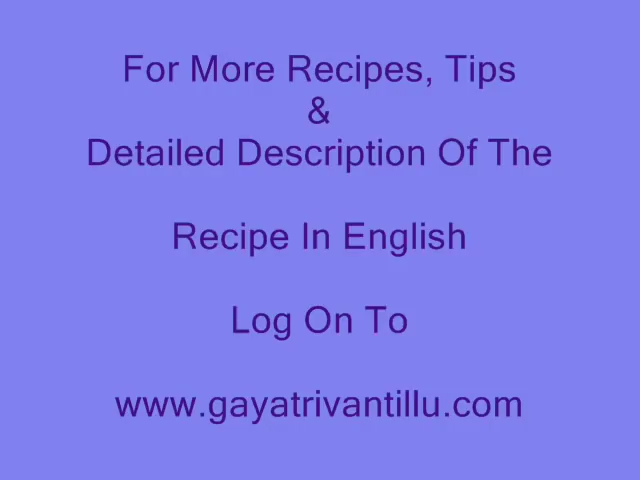 For More Recipes, Tips
&
Detailed Description Of The
Recipe In English
Log On To
www.gayatrivantillu.com